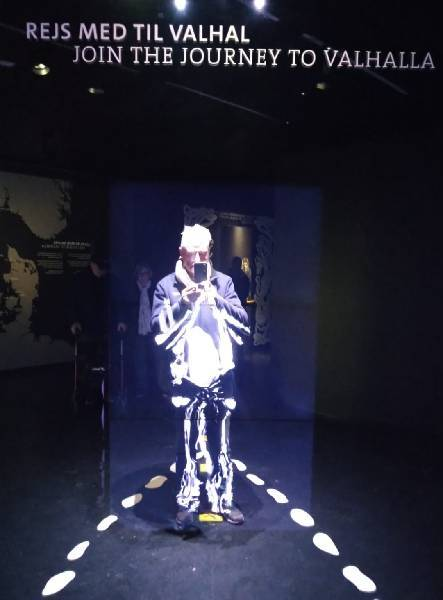 REJS MED TIL VALHAL
JOIN THE JOURNEY TO VALHALLA